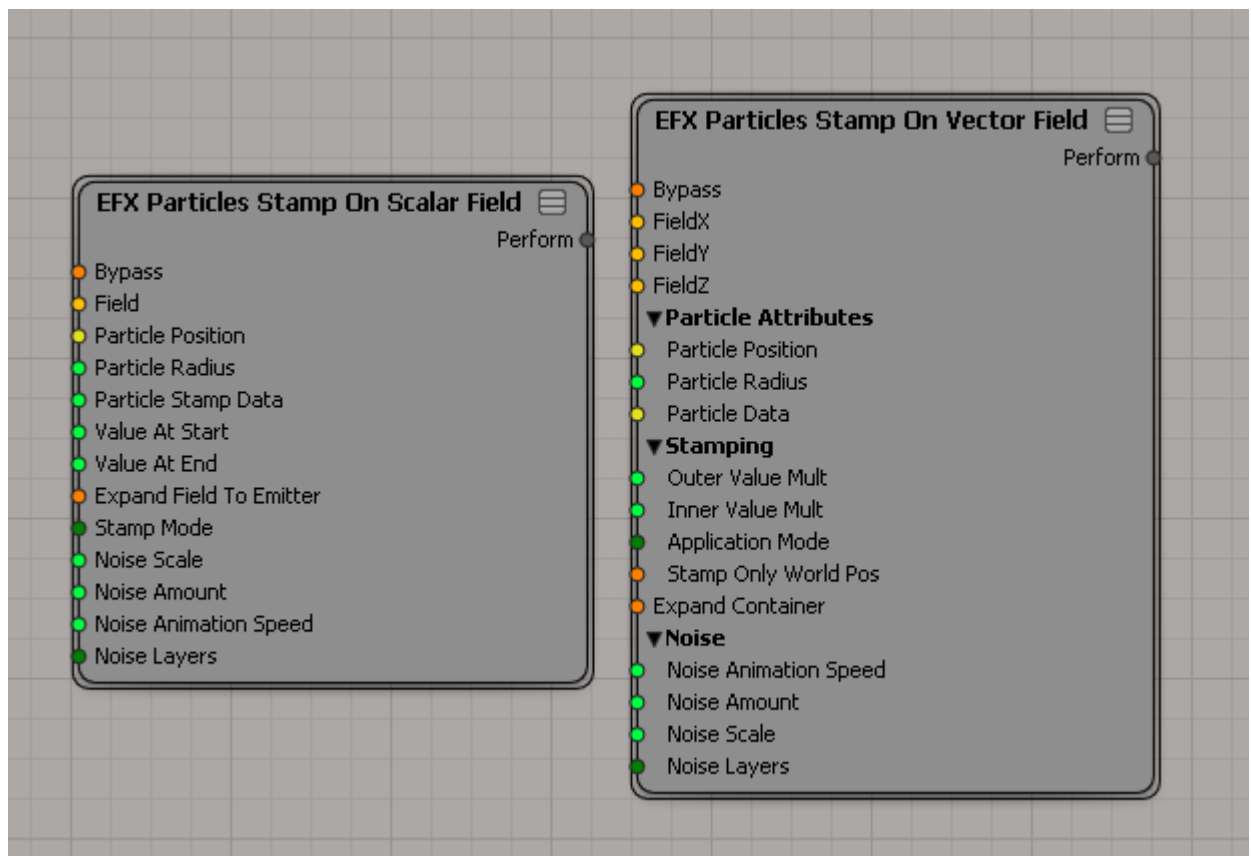 EFX Particles Stamp On Scalar Field
Perform
Bypass
Field
Particle Position
Particle Radius
Particle Stamp Data
Value At Start
Value At End
Expand Field To Emitter
Stamp Mode
Noise Scale
Noise Amount
Noise Animation Speed
Noise Layers
EFX Particles Stamp On Vector Field
Perform
Bypass
FieldX
FieldY
FieldZ
Particle Attributes
Particle Position
Particle Radius
Particle Data
Stamping
Outer Value Mult
Inner Value Mult
Application Mode
Stamp Only World Pos
Expand Container
Noise
Noise Animation Speed
Noise Amount
Noise Scale
Noise Layers